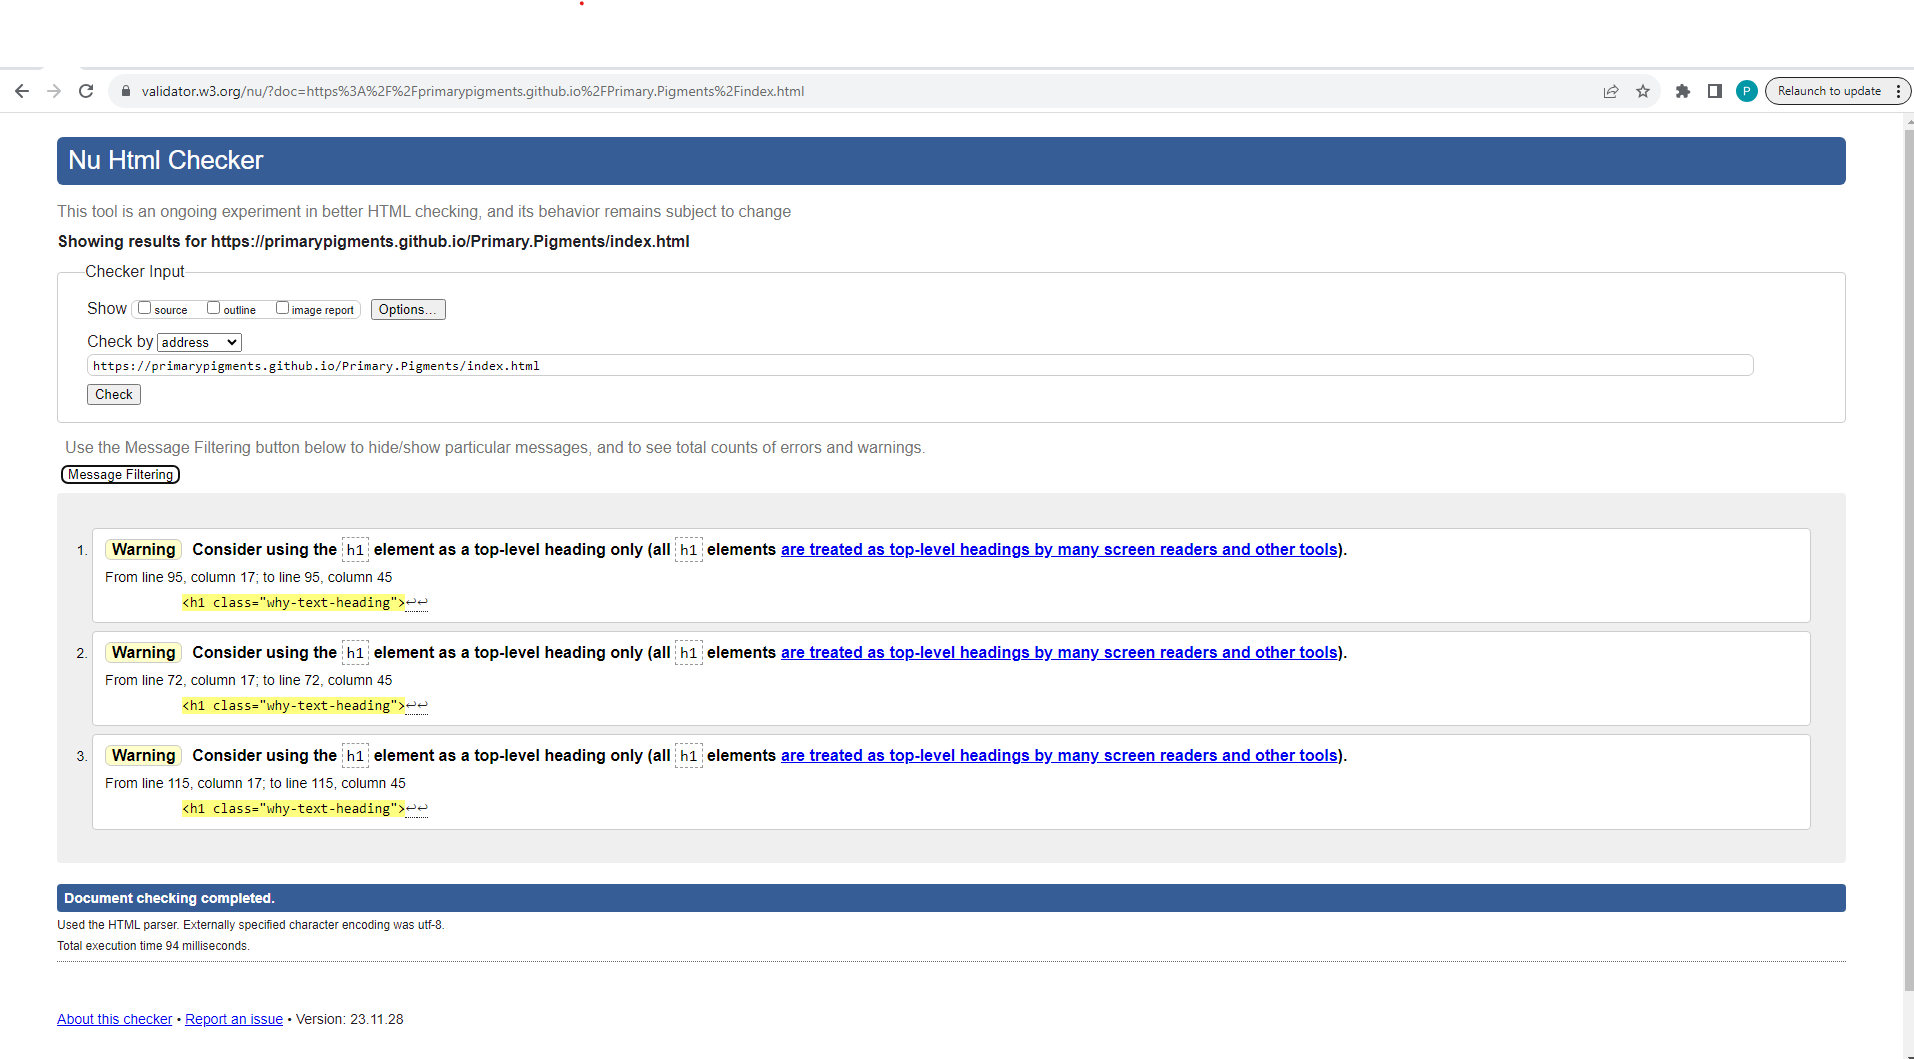 validator.w3.org/nu/?doc=https%3A%2F%2Fprimarypigments.github.io%2FPrimary.Pigments%2Findex.html
P
Relaunch to update
Nu Html Checker
This tool is an ongoing experiment in better HTML checking, and its behavior remains subject to change
Showing results for https://primarypigments.github.io/Primary.Pigments/index.html
Checker Input
Show source outline image report Options...
Check by address
https://primarypigments.github.io/Primary.Pigments/index.html
Check
Use the Message Filtering button below to hide/show particular messages, and to see total counts of errors and warnings.
Message Filtering
1. Warning Consider using the h1 element as a top-level heading only (all h1 elements are treated as top-level headings by many screen readers and other tools).
From line 95, column 17; to line 95, column 45
<h1 class="why-text-heading">↩↩
2. Warning Consider using the h1 element as a top-level heading only (all h1 elements are treated as top-level headings by many screen readers and other tools).
From line 72, column 17; to line 72, column 45
<h1 class="why-text-heading">↩↩
3. Warning Consider using the h1 element as a top-level heading only (all h1 elements are treated as top-level headings by many screen readers and other tools).
From line 115, column 17; to line 115, column 45
<h1 class="why-text-heading">↩↩
Document checking completed.
Used the HTML parser. Externally specified character encoding was utf-8.
Total execution time 94 milliseconds.
About this checker • Report an issue • Version: 23.11.28